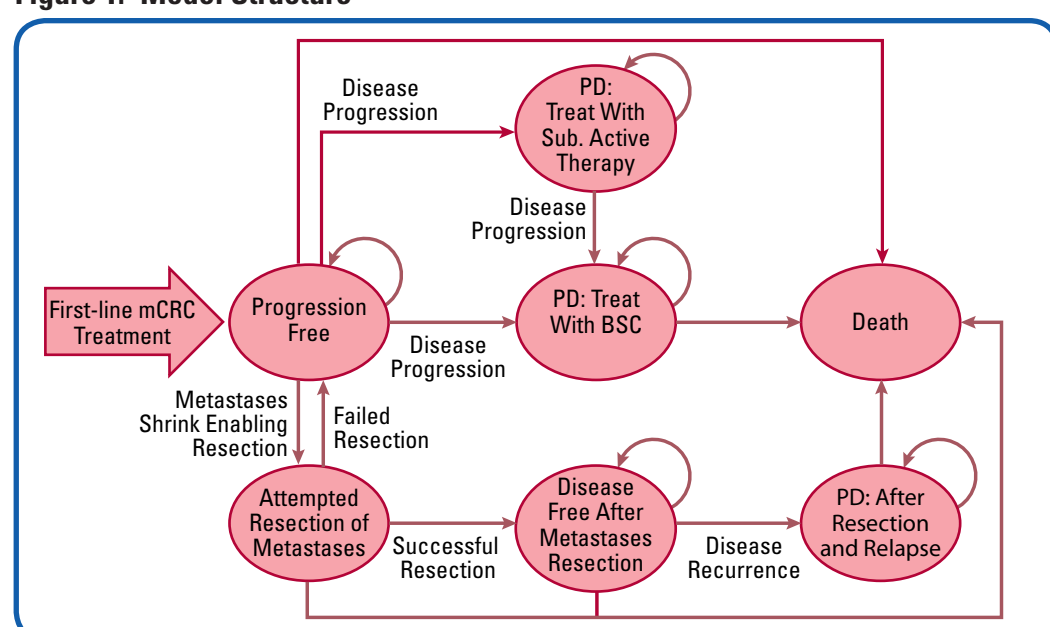 Figure 1. Model Structure
Disease
Progression
PD:
Treat With
Sub. Active
Therapy
Disease
Progression
First-line mCRC
Treatment
Progression
Free
Disease
Progression
PD: Treat
With BSC
Death
Metastases
Shrink Enabling
Resection
Failed
Resection
Attempted
Resection of
Metastases
Successful
Resection
Disease
Free After
Metastases
Resection
Disease
Recurrence
PD: After
Resection
and Relapse